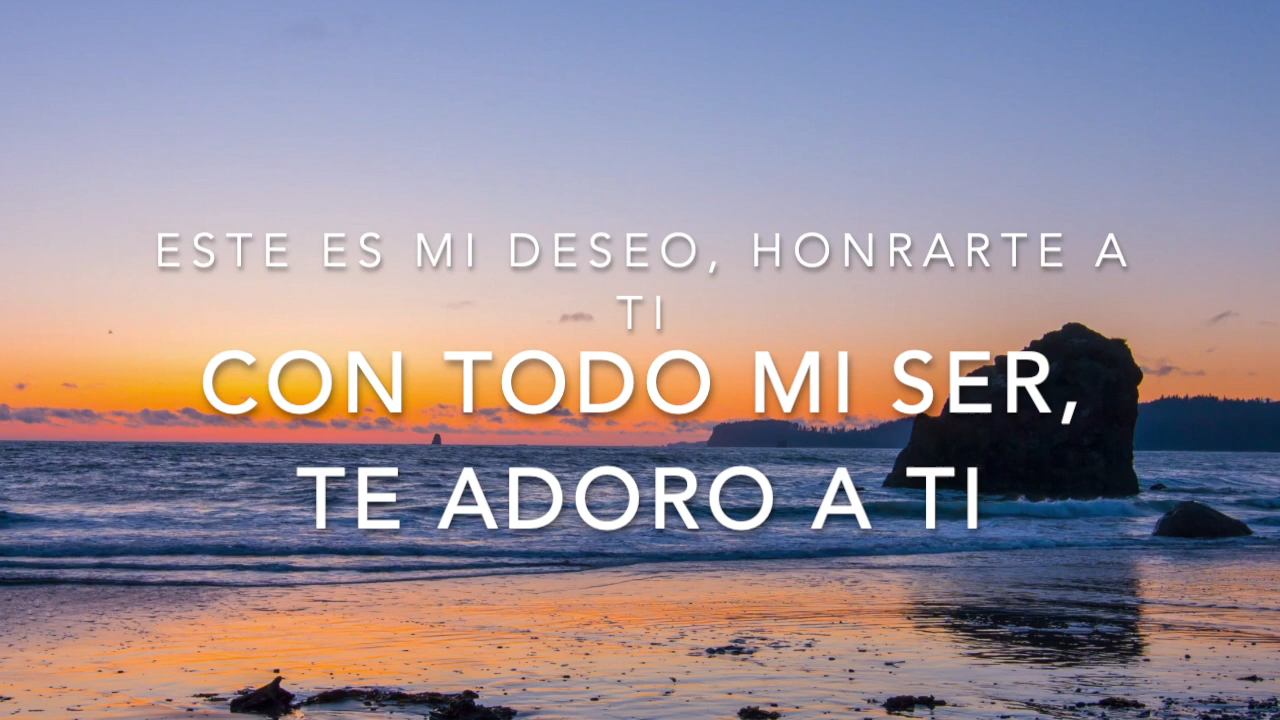 ESTE ES MI DESEO, HONRARTE A
TI
CON TODO MI SER,
TE ADORO A TI